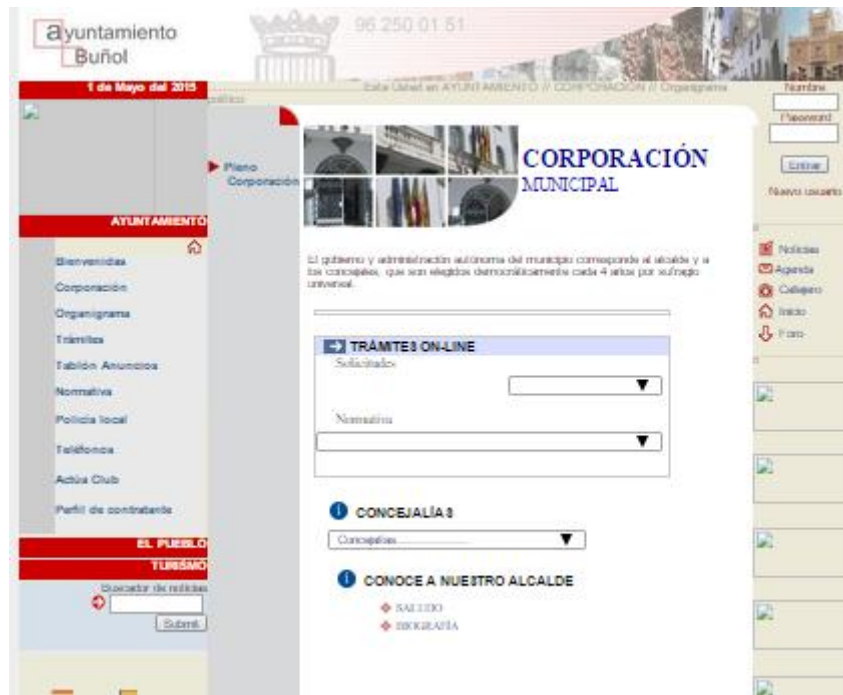 ayuntamiento
Buñol
96 250 01 51
1 de Mayo del 2015
Esta Usted en AYUNTAMIENTO // CORPORACIÓN // Organigrama
político
Nombre
Password
Entrar
Nuevo usuario
Pleno
Corporación
CORPORACIÓN
MUNICIPAL
AYUNTAMIENTO
Bienvenidas
Corporación
Organigrama
Trámites
Tablón Anuncios
Normativa
Policía local
Teléfonos
Actúa Club
Perfil de contratante
EL PUEBLO
TURISMO
Buscador de noticias
Submit
El gobierno y administración autónoma del municipio corresponde al alcalde y a
los concejales, que son elegidos democráticamente cada 4 años por sufragio
universal.
TRÁMITES ON-LINE
Solicitudes
Normativa
CONCEJALÍAS
Concejalías
CONOCE A NUESTRO ALCALDE
SALUDO
BIOGRAFÍA
Noticias
Agenda
Callejero
Inicio
Foro